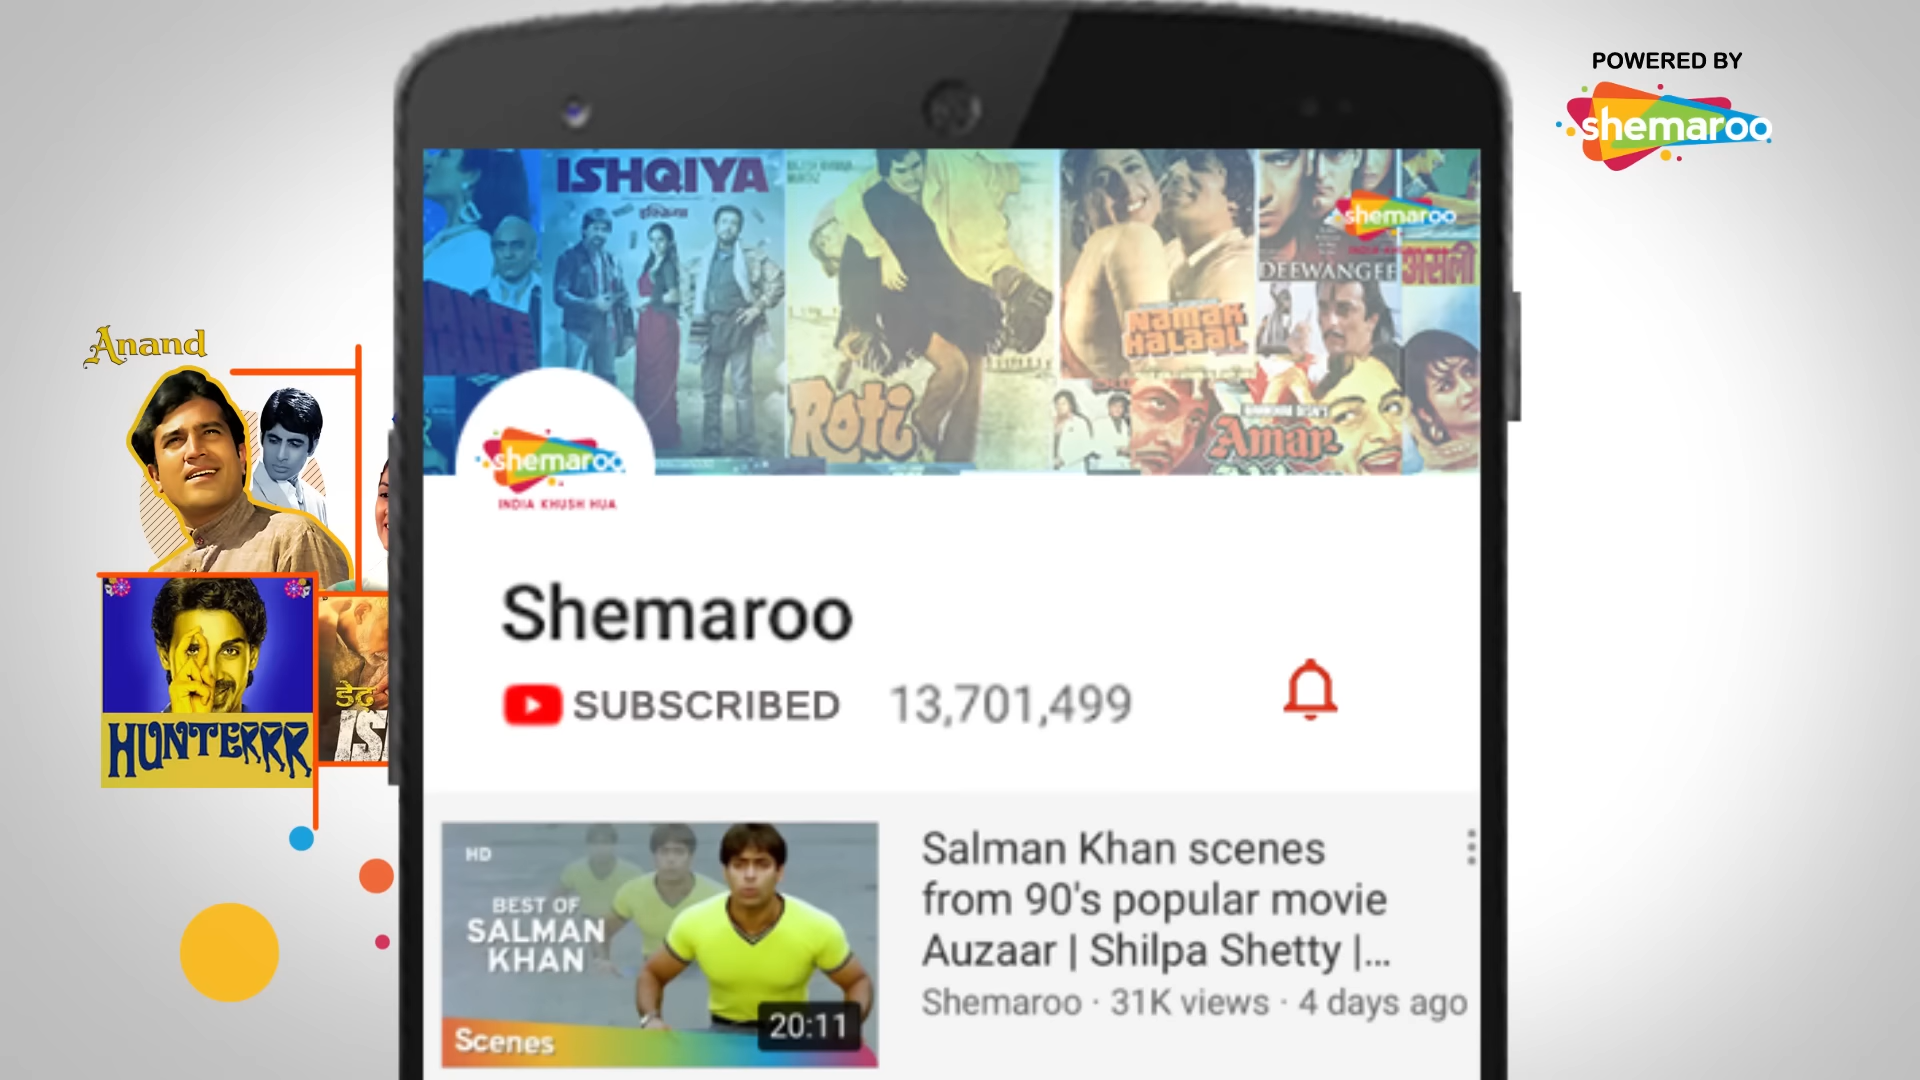 POWERED BY
shemaroo
ISHQIYA
इश्किया
Roti
NAMAK
HALAAL
shemaroo
DEEWANGEE
असली
Amar
shemaroo
INDIA KHUSH HUA
Anand
HUNTERRR
डेढ़
Shemaroo
SUBSCRIBED 13,701,499
HD
BEST OF
SALMAN
KHAN
Scenes
20:11
Salman Khan scenes
from 90's popular movie
Auzaar | Shilpa Shetty |...
Shemaroo · 31K views · 4 days ago